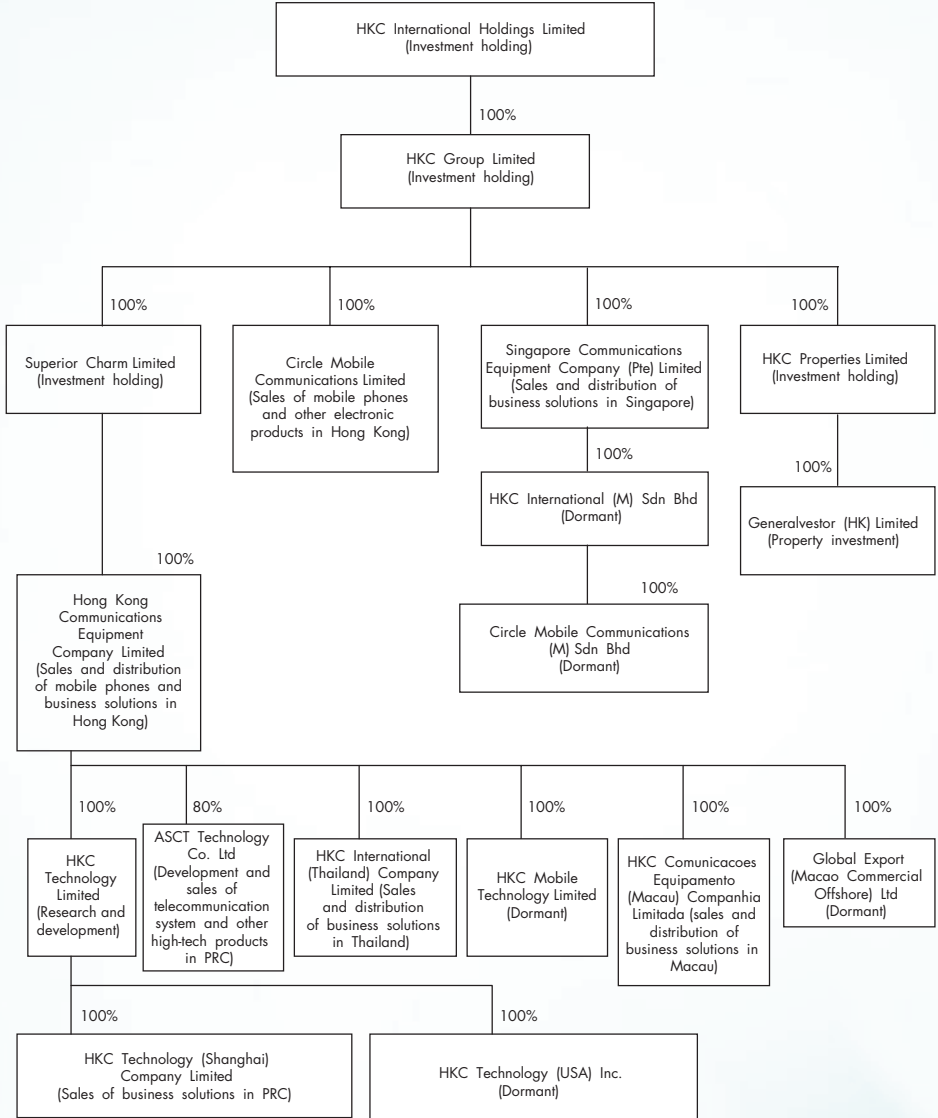 HKC International Holdings Limited
(Investment holding)
100%
HKC Group Limited
(Investment holding)
100%
100%
100%
100%
Superior Charm Limited
(Investment holding)
Circle Mobile
Communications Limited
(Sales of mobile phones
and other electronic
products in Hong Kong)
Singapore Communications
Equipment Company (Pte) Limited
(Sales and distribution of
business solutions in Singapore)
HKC Properties Limited
(Investment holding)
100%
100%
HKC International (M) Sdn Bhd
(Dormant)
Generalvestor (HK) Limited
(Property investment)
100%
100%
Hong Kong
Communications
Equipment
Company Limited
(Sales and distribution
of mobile phones and
business solutions in
Hong Kong)
Circle Mobile Communications
(M) Sdn Bhd
(Dormant)
100%
80%
100%
100%
100%
100%
HKC
Technology
Limited
(Research and
development)
ASCT Technology
Co. Ltd
(Development and
sales of
telecommunication
system and other
high-tech products
in PRC)
HKC International
(Thailand) Company
Limited (Sales
and distribution
of business solutions
in Thailand)
HKC Mobile
Technology Limited
(Dormant)
HKC Comunicacoes
Equipamento
(Macau) Companhia
Limitada (sales and
distribution of
business solutions in
Macau)
Global Export
(Macao Commercial
Offshore) Ltd
(Dormant)
100%
100%
HKC Technology (Shanghai)
Company Limited
(Sales of business solutions in PRC)
HKC Technology (USA) Inc.
(Dormant)